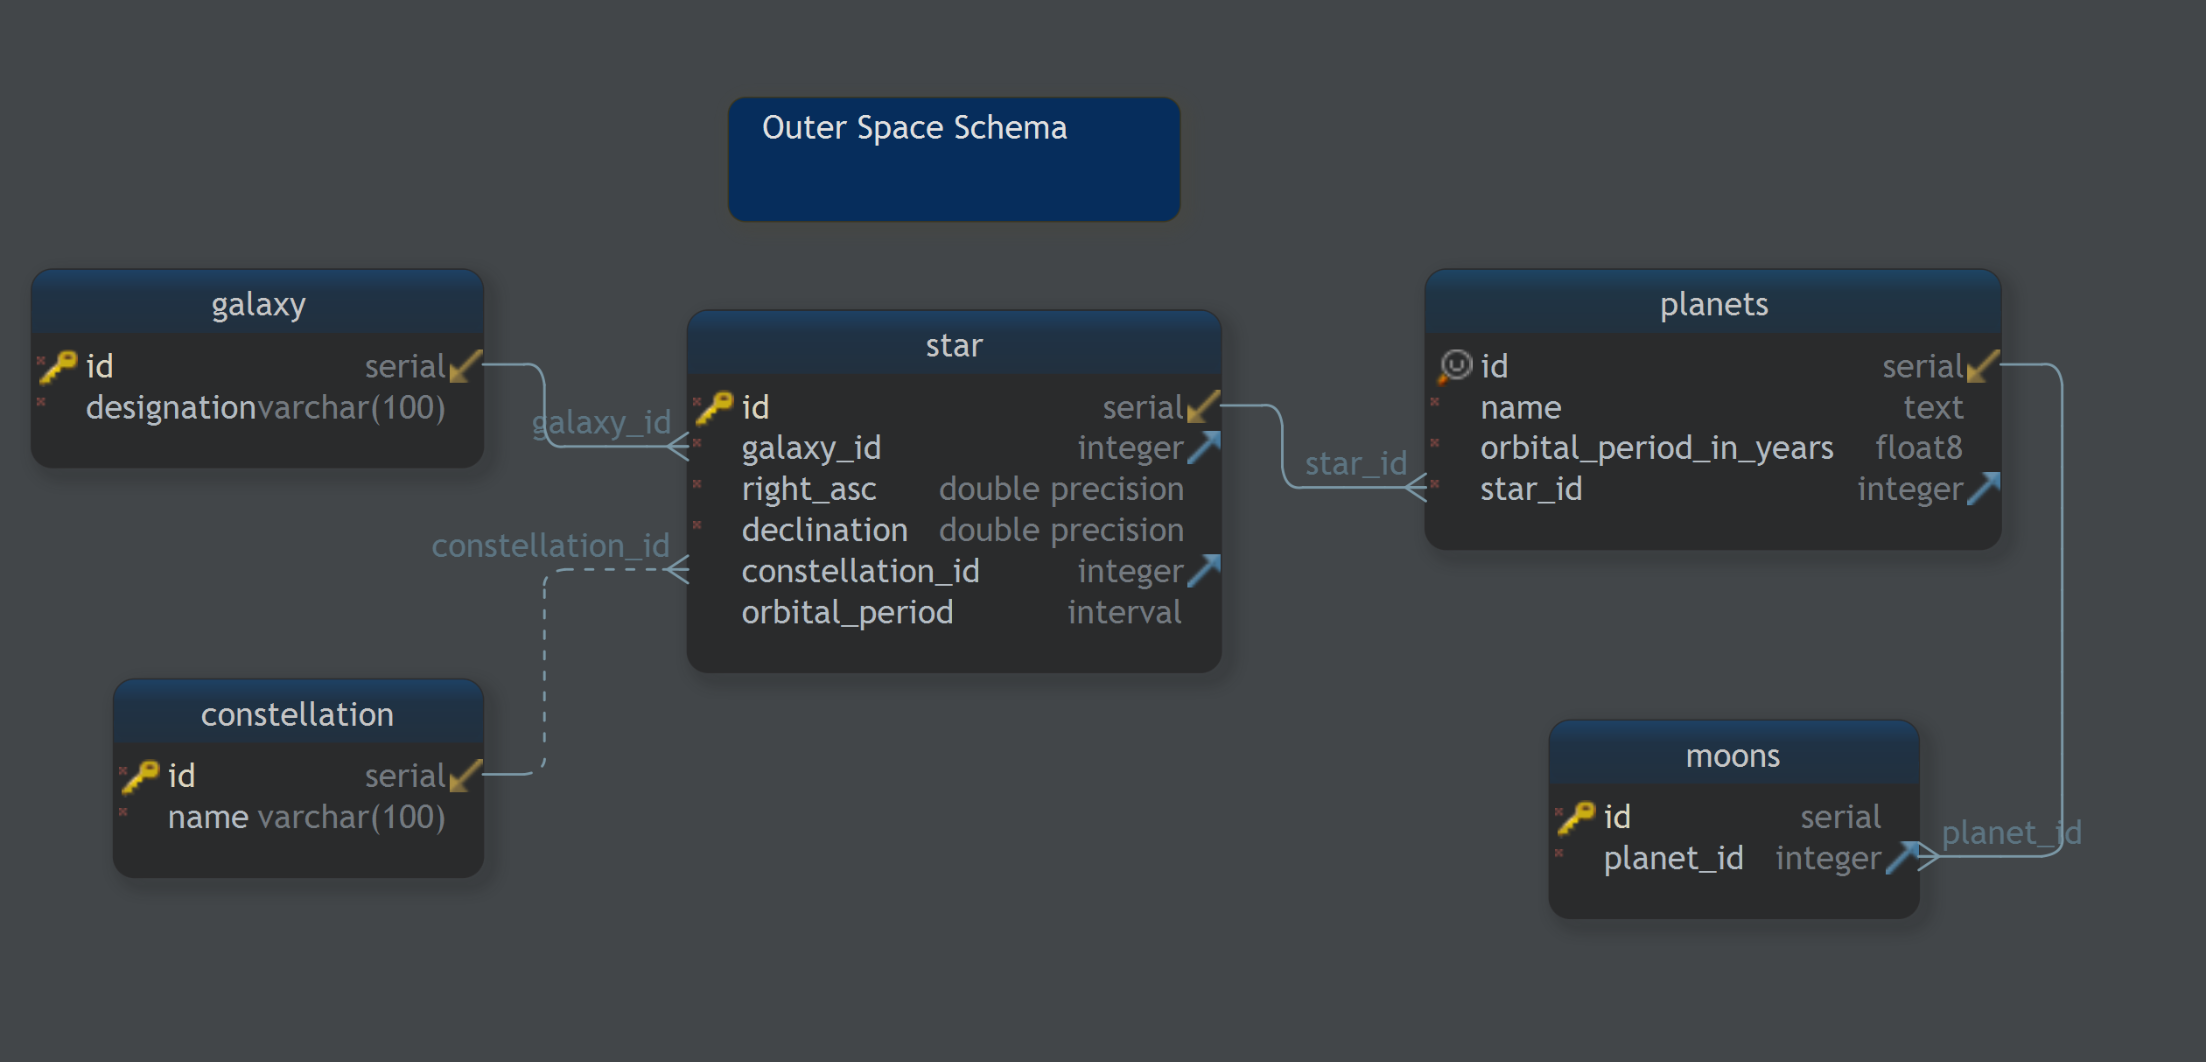 Outer Space Schema
galaxy
id serial
designation varchar(100)
galaxy_id
star
id serial
galaxy_id integer
right_asc double precision
declination double precision
constellation_id integer
orbital_period interval
constellation_id
star_id
planets
id serial
name text
orbital_period_in_years float8
star_id integer
constellation
id serial
name varchar(100)
moons
id serial
planet_id integer
planet_id